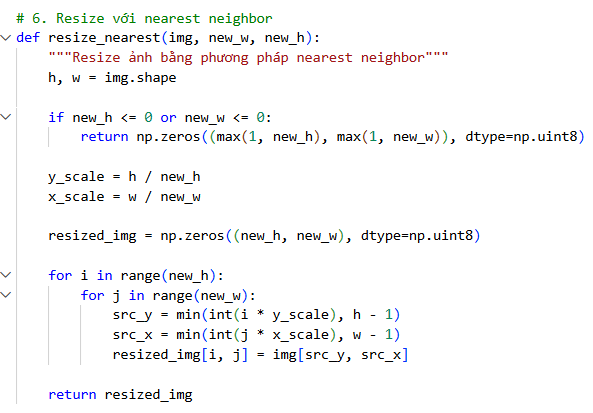 # 6. Resize với nearest neighbor
def resize_nearest(img, new_w, new_h):
    """Resize ảnh bằng phương pháp nearest neighbor"""
    h, w = img.shape
    if new_h <= 0 or new_w <= 0:
        return np.zeros((max(1, new_h), max(1, new_w)), dtype=np.uint8)
    y_scale = h / new_h
    x_scale = w / new_w
    resized_img = np.zeros((new_h, new_w), dtype=np.uint8)
    for i in range(new_h):
        for j in range(new_w):
            src_y = min(int(i * y_scale), h - 1)
            src_x = min(int(j * x_scale), w - 1)
            resized_img[i, j] = img[src_y, src_x]
    return resized_img